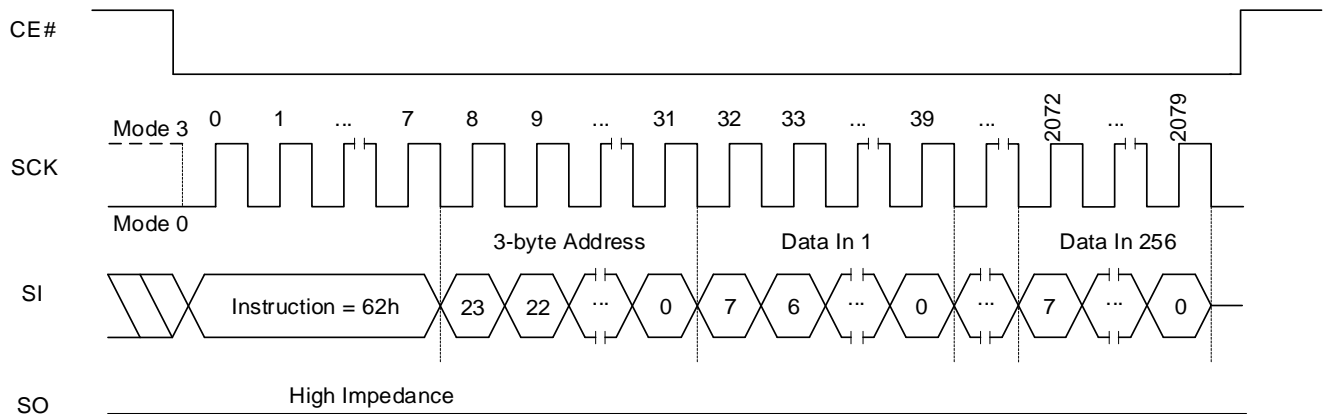 CE#
SCK
Mode 3
0 1 ... 7 8 9 ... 31 32 33 ... 39 ... 2072 ... 2079
Mode 0
3-byte Address Data In 1 Data In 256
SI
Instruction = 62h 23 22 ... 0 7 6 ... 0 ... 7 ... 0
SO
High Impedance